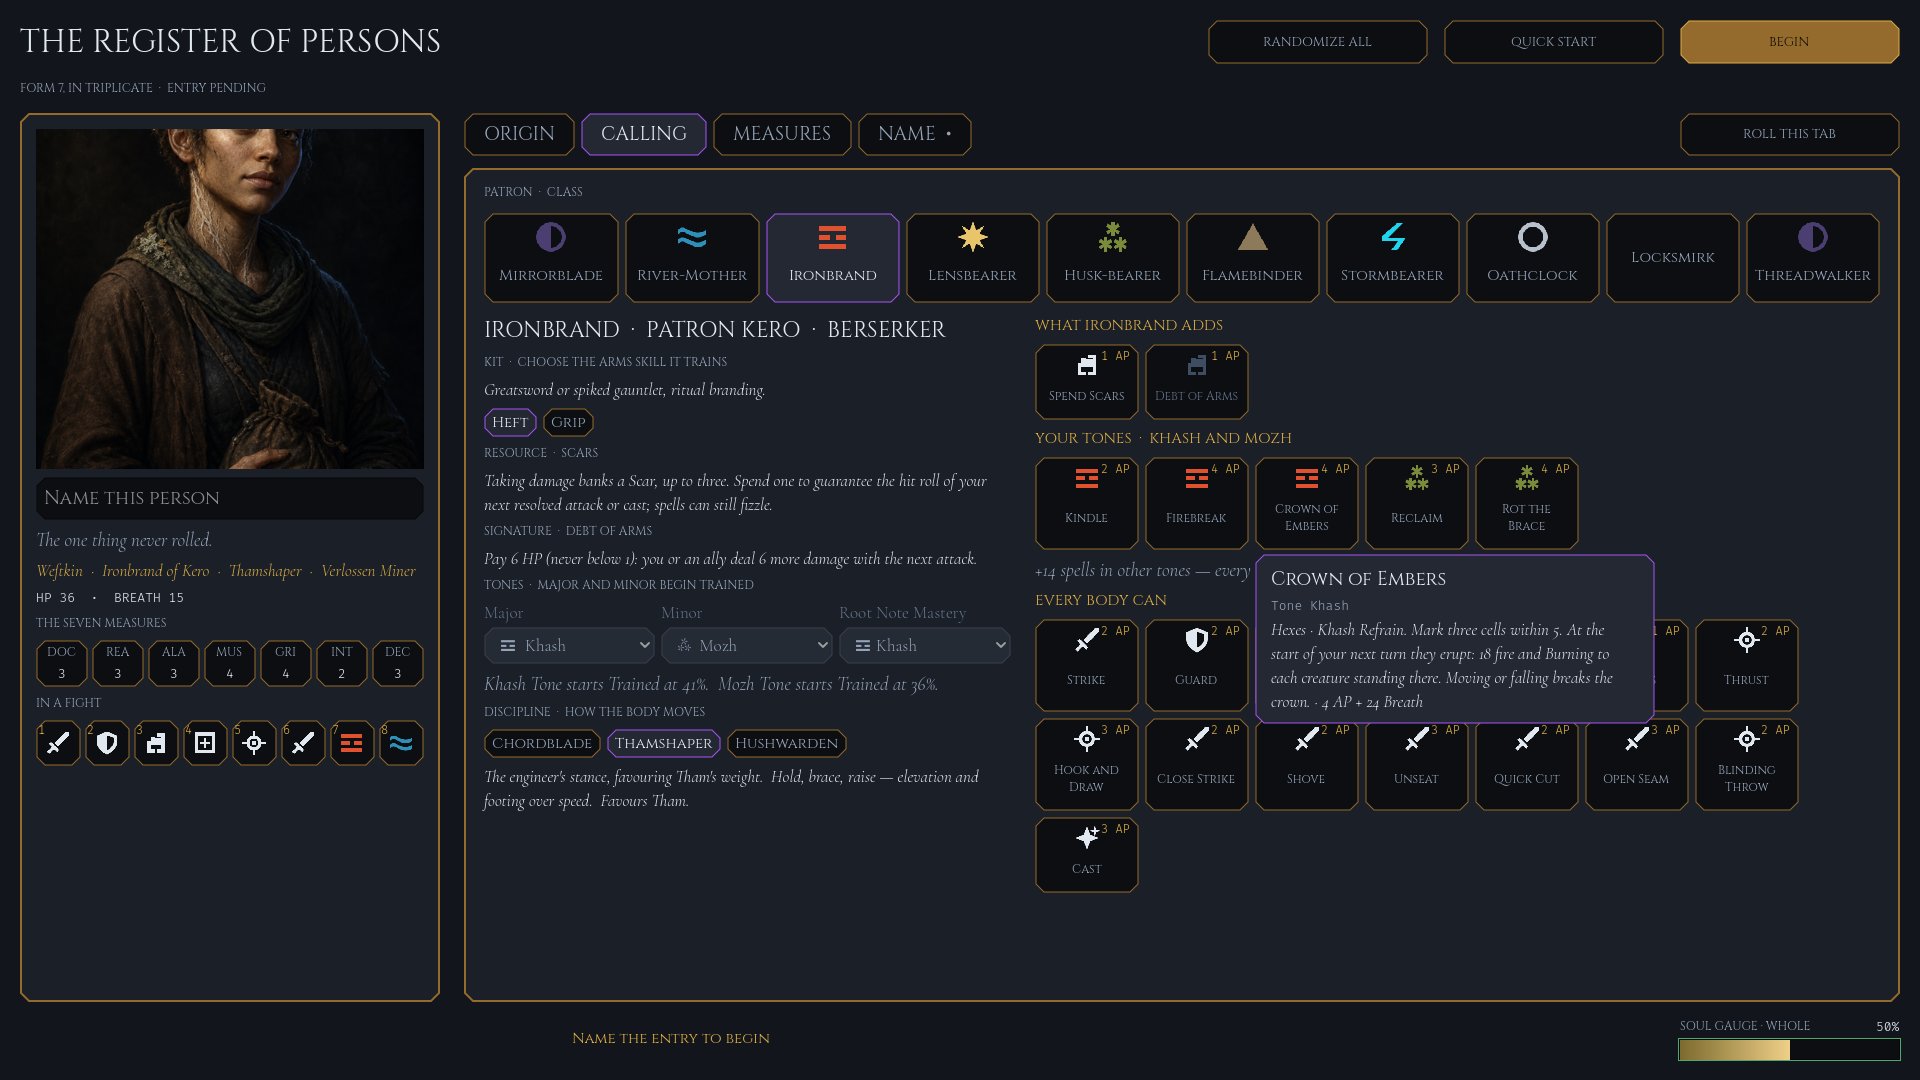 THE REGISTER OF PERSONS
RANDOMIZE ALL
QUICK START
BEGIN
FORM 7, IN TRIPLICATE · ENTRY PENDING
ORIGIN
CALLING
MEASURES
NAME •
ROLL THIS TAB
PATRON · CLASS
MIRRORBLADE
RIVER-MOTHER
IRONBRAND
LENSBEARER
HUSK-BEARER
FLAMEBINDER
STORMBEARER
OATHCLOCK
LOCKSMIRK
THREADWALKER
IRONBRAND · PATRON KERO · BERSERKER
KIT · CHOOSE THE ARMS SKILL IT TRAINS
Greatsword or spiked gauntlet, ritual branding.
HEFT
GRIP
RESOURCE · SCARS
Taking damage banks a Scar, up to three. Spend one to guarantee the hit roll of your
next resolved attack or cast; spells can still fizzle.
SIGNATURE · DEBT OF ARMS
Pay 6 HP (never below 1): you or an ally deal 6 more damage with the next attack.
TONES · MAJOR AND MINOR BEGIN TRAINED
Major
Minor
Root Note Mastery
Khash
Mozh
Khash
Khash Tone starts Trained at 41%. Mozh Tone starts Trained at 36%.
DISCIPLINE · HOW THE BODY MOVES
CHORDBLADE
THAMSHAPER
HUSHWARDEN
The engineer's stance, favouring Tham's weight. Hold, brace, raise — elevation and
footing over speed. Favours Tham.
WHAT IRONBRAND ADDS
1 AP
SPEND SCARS
1 AP
DEBT OF ARMS
YOUR TONES · KHASH AND MOZH
2 AP
KINDLE
4 AP
FIREBREAK
4 AP
CROWN OF
EMBERS
3 AP
RECLAIM
4 AP
ROT THE
BRACE
+14 spells in other tones — every
CROWN OF EMBERS
Tone Khash
Hexes · Khash Refrain. Mark three cells within 5. At the
start of your next turn they erupt: 18 fire and Burning to
each creature standing there. Moving or falling breaks the
crown. · 4 AP + 24 Breath
EVERY BODY CAN
2 AP
STRIKE
2 AP
GUARD
1 AP
S
2 AP
THRUST
3 AP
HOOK AND
DRAW
2 AP
CLOSE STRIKE
2 AP
SHOVE
3 AP
UNSEAT
2 AP
QUICK CUT
3 AP
OPEN SEAM
2 AP
BLINDING
THROW
3 AP
CAST
NAME THIS PERSON
The one thing never rolled.
Weftkin · Ironbrand of Kero · Thamshaper · Verlossen Miner
HP 36 · BREATH 15
THE SEVEN MEASURES
DOC
3
REA
3
ALA
3
MUS
4
GRI
4
INT
2
DEC
3
IN A FIGHT
1
2
3
4
5
6
7
8
NAME THE ENTRY TO BEGIN
SOUL GAUGE · WHOLE
50%